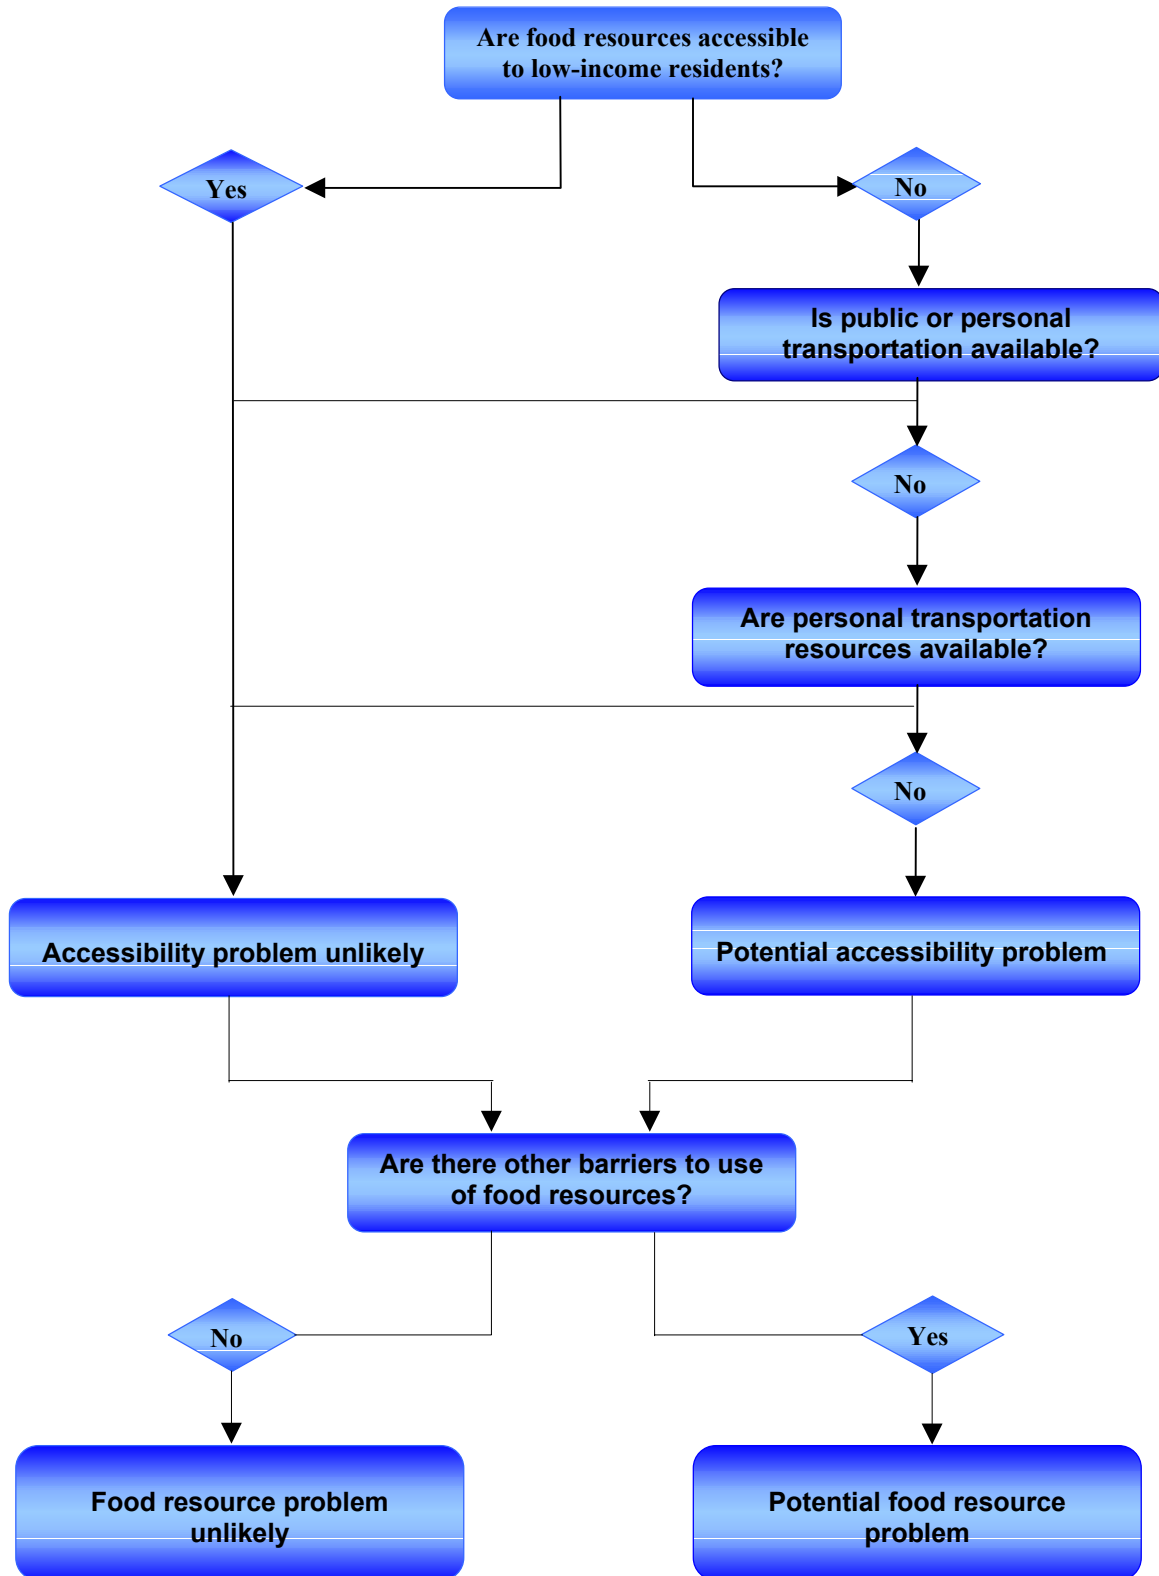 Are food resources accessible
to low-income residents?
Yes
No
Is public or personal
transportation available?
No
Are personal transportation
resources available?
No
Accessibility problem unlikely
Potential accessibility problem
Are there other barriers to use
of food resources?
No
Yes
Food resource problem
unlikely
Potential food resource
problem